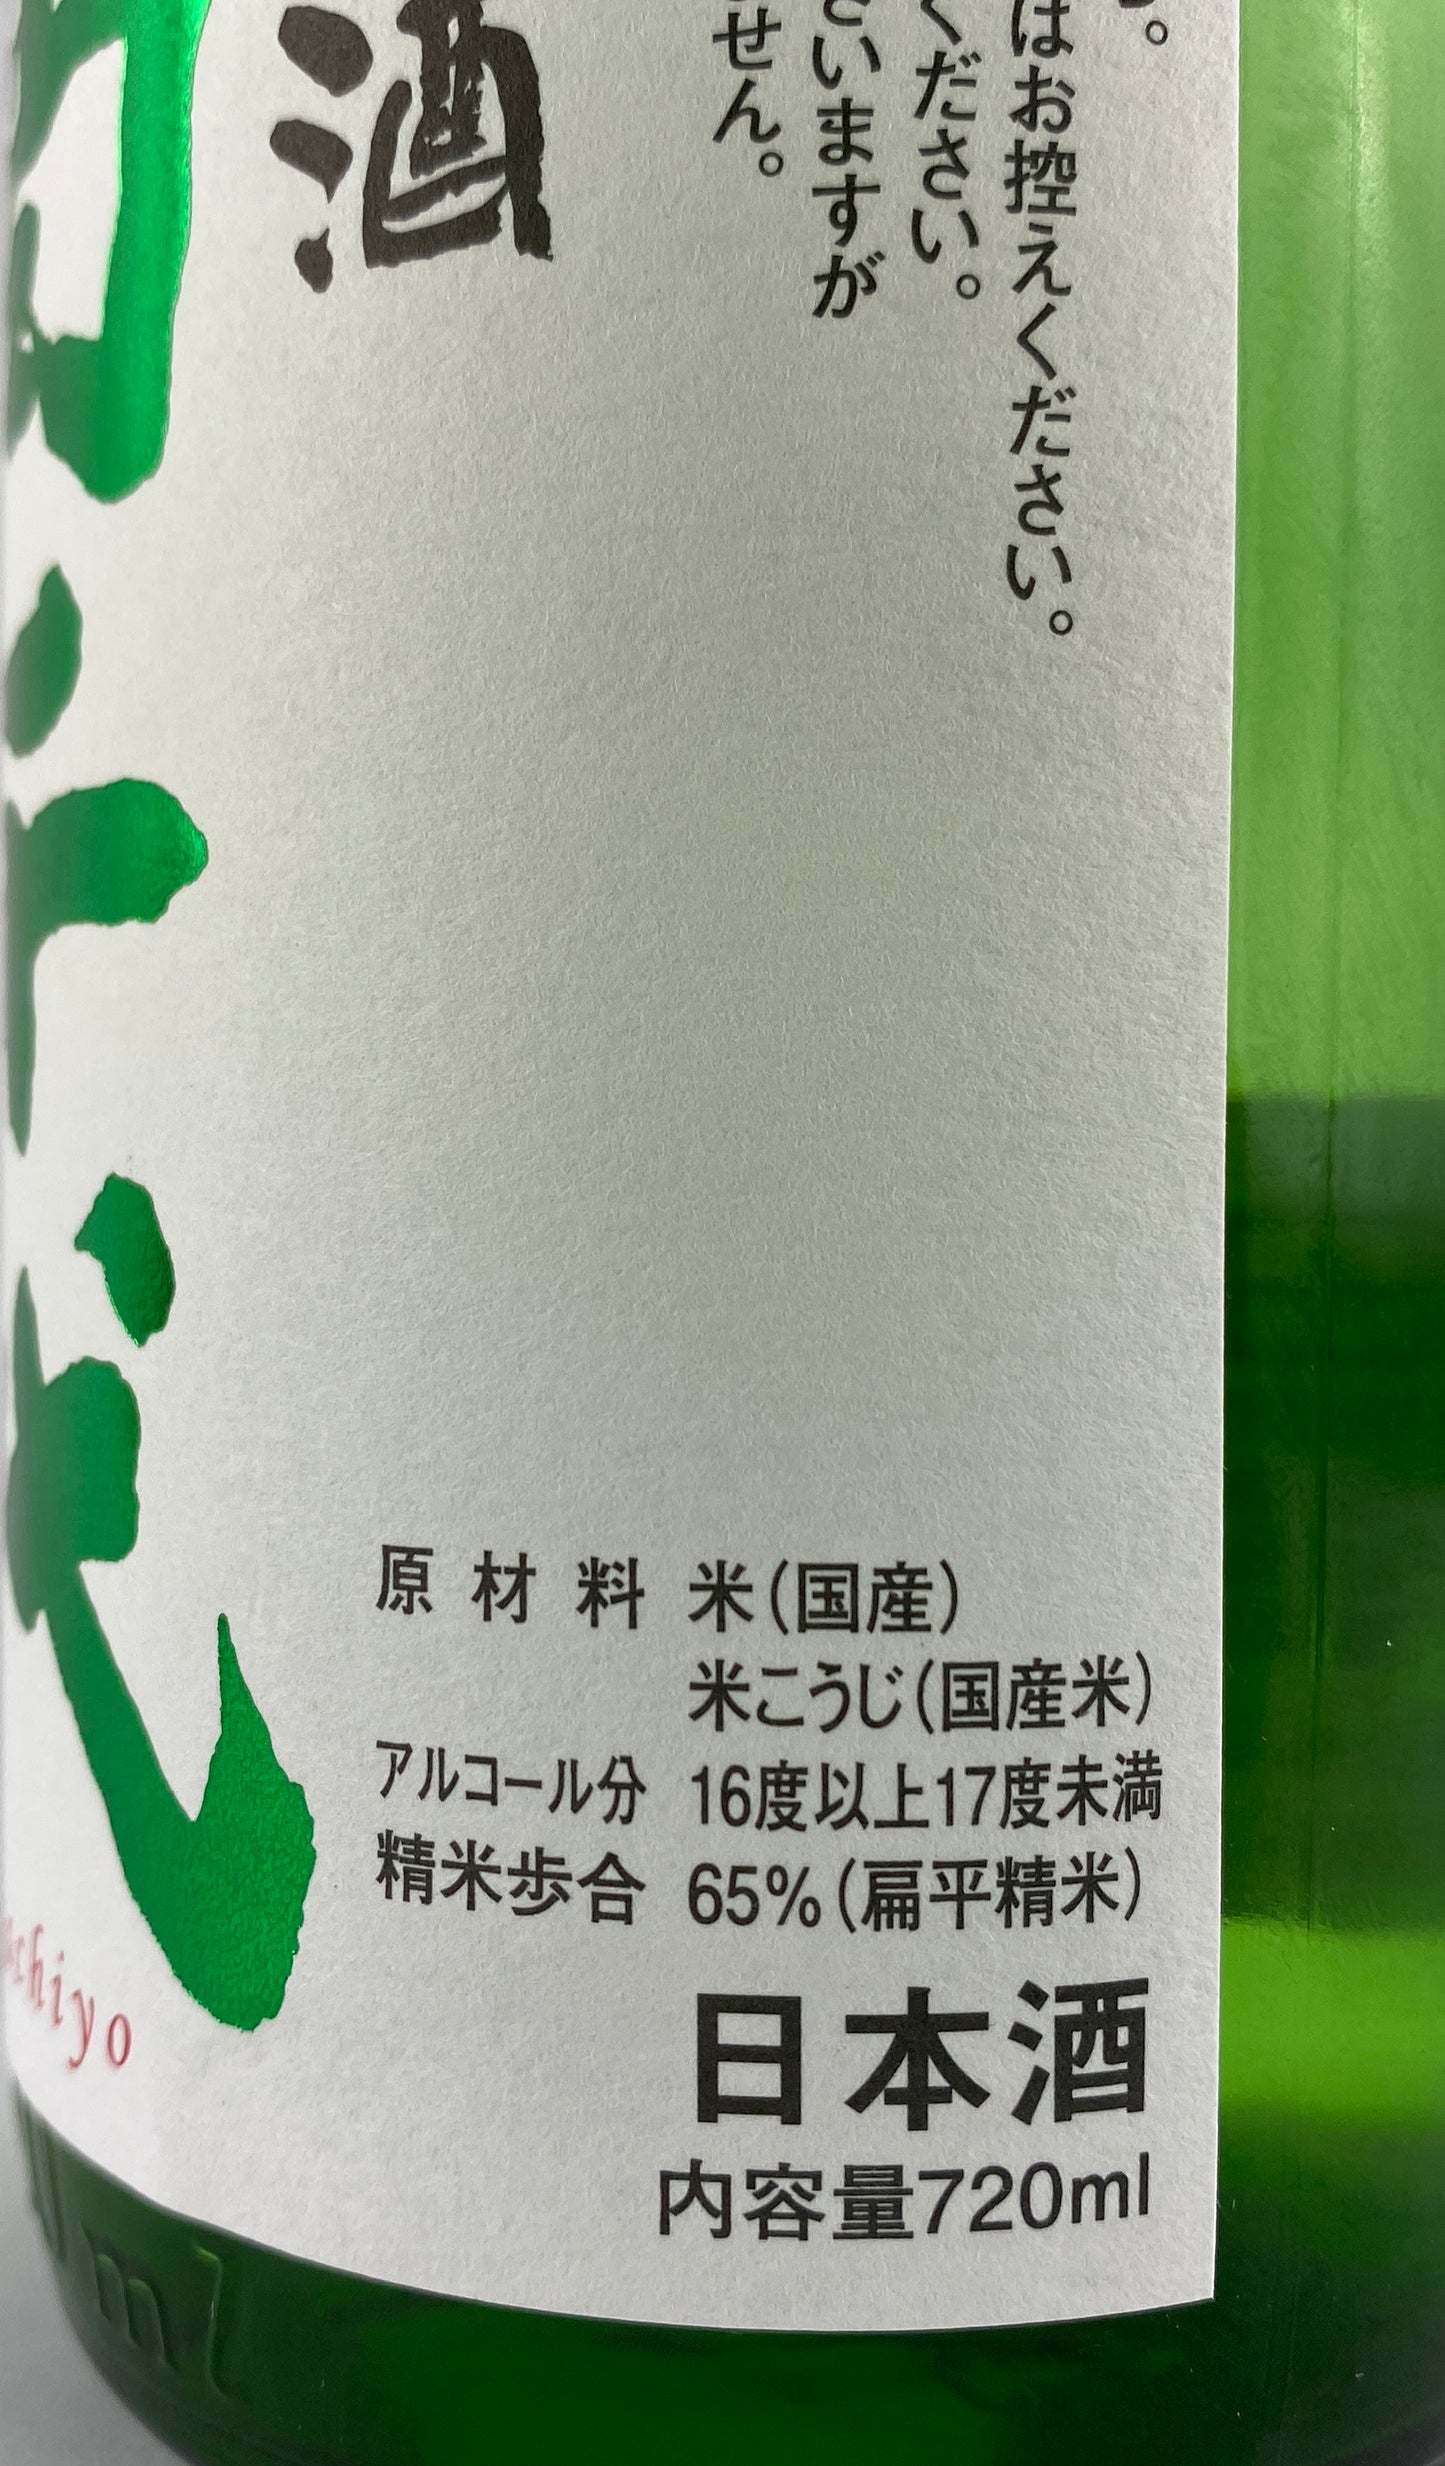 酒
はお控えください。
ください。
いますが
せん。
原材料 米(国産)
米こうじ(国産米)
アルコール分 16度以上17度未満
精米歩合 65%(扁平精米)
日本酒
内容量720ml
chiyo
ml